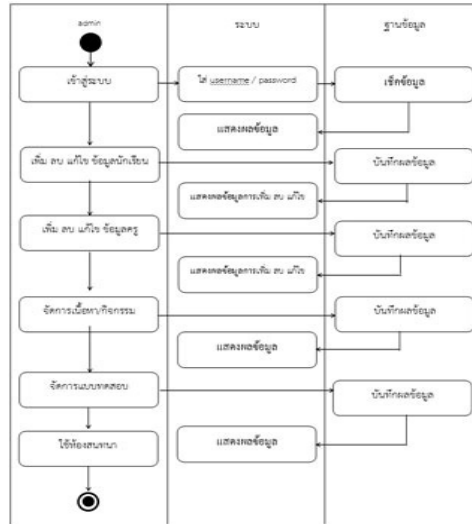 admin
ระบบ
ฐานข้อมูล
เข้าสู่ระบบ
ใส่ username / password
เช็คข้อมูล
แสดงผลข้อมูล
เพิ่ม ลบ แก้ไข ข้อมูลนักเรียน
บันทึกผลข้อมูล
แสดงผลข้อมูลการเพิ่ม ลบ แก้ไข
เพิ่ม ลบ แก้ไข ข้อมูลครู
บันทึกผลข้อมูล
แสดงผลข้อมูลการเพิ่ม ลบ แก้ไข
จัดการเนื้อหา/กิจกรรม
บันทึกผลข้อมูล
แสดงผลข้อมูล
จัดการแบบทดสอบ
บันทึกผลข้อมูล
ใช้ห้องสนทนา
แสดงผลข้อมูล